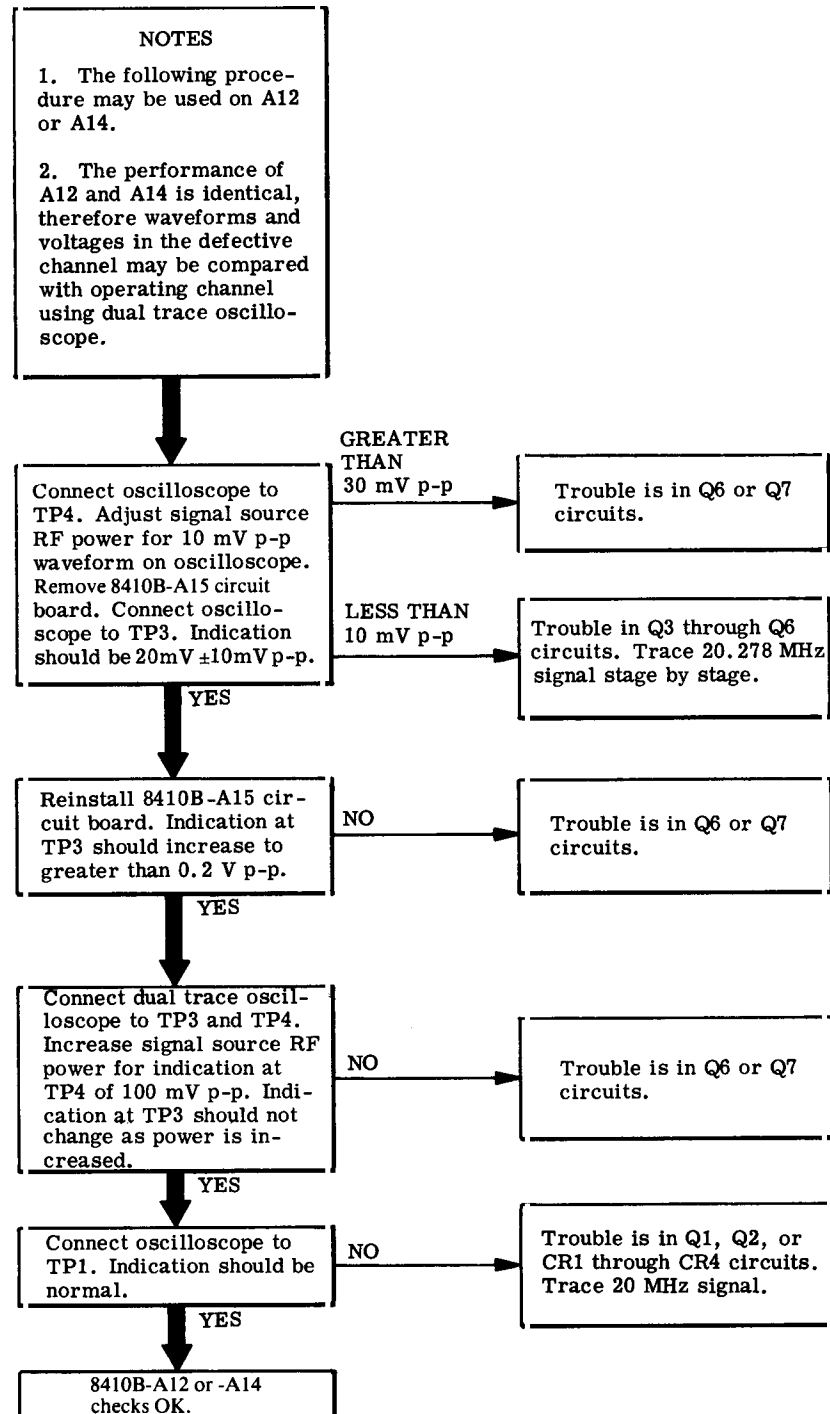 NOTES
1. The following proce-
dure may be used on A12
or A14.
2. The performance of
A12 and A14 is identical,
therefore waveforms and
voltages in the defective
channel may be compared
with operating channel
using dual trace oscillo-
scope.
Connect oscilloscope to
TP4. Adjust signal source
RF power for 10 mV p-p
waveform on oscilloscope.
Remove 8410B-A15 circuit
board. Connect oscillo-
scope to TP3. Indication
should be 20mV ±10mV p-p.
GREATER
THAN
30 mV p-p
Trouble is in Q6 or Q7
circuits.
LESS THAN
10 mV p-p
Trouble in Q3 through Q6
circuits. Trace 20.278 MHz
signal stage by stage.
YES
Reinstall 8410B-A15 cir-
cuit board. Indication at
TP3 should increase to
greater than 0.2 V p-p.
NO
Trouble is in Q6 or Q7
circuits.
YES
Connect dual trace oscil-
loscope to TP3 and TP4.
Increase signal source RF
power for indication at
TP4 of 100 mV p-p. Indi-
cation at TP3 should not
change as power is in-
creased.
NO
Trouble is in Q6 or Q7
circuits.
YES
Connect oscilloscope to
TP1. Indication should be
normal.
NO
Trouble is in Q1, Q2, or
CR1 through CR4 circuits.
Trace 20 MHz signal.
YES
8410B-A12 or -A14
checks OK.